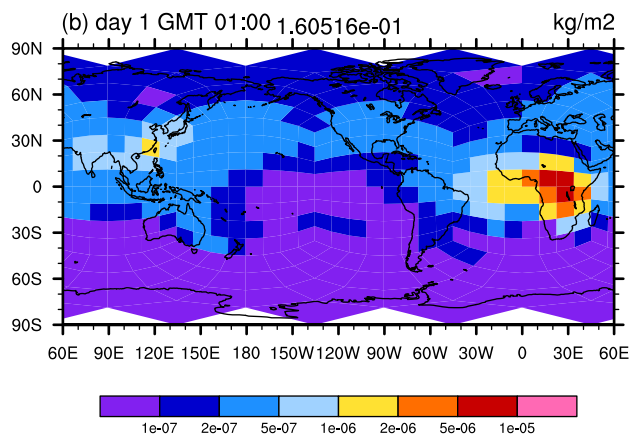 (b) day 1 GMT 01:00 1.60516e-01 kg/m2
90N
60N
30N
0
30S
60S
90S
60E 90E 120E 150E 180 150W 120W 90W 60W 30W 0 30E 60E
1e-07 2e-07 5e-07 1e-06 2e-06 5e-06 1e-05